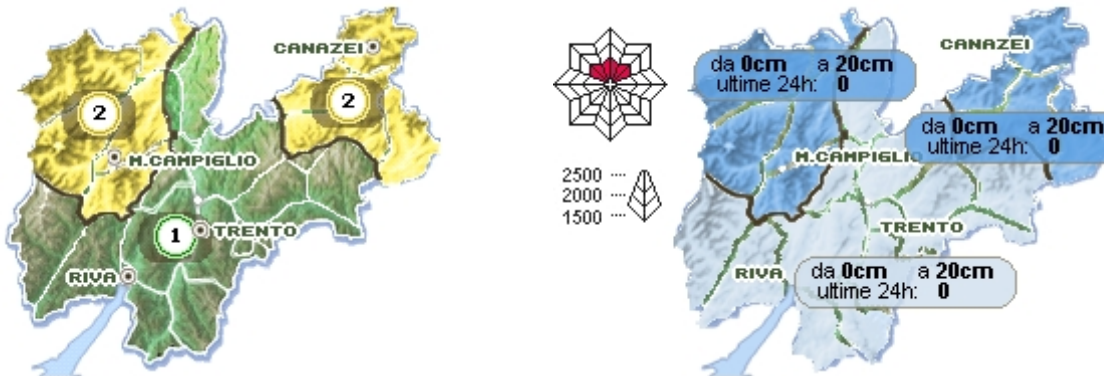 CANAZEI
2
2
M.CAMPIGLIO
1
TRENTO
RIVA
2500
2000
1500
CANAZEI
da 0cm a 20cm
ultime 24h: 0
da 0cm a 20cm
ultime 24h: 0
M.CAMPIGLIO
TRENTO
RIVA
da 0cm a 20cm
ultime 24h: 0